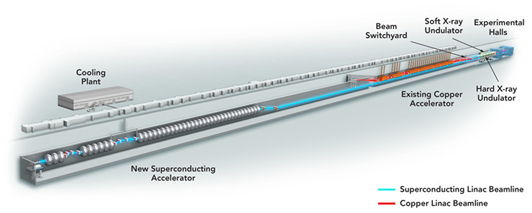 Beam
Switchyard
Soft X-ray
Undulator
Experimental
Halls
Cooling
Plant
Existing Copper
Accelerator
Hard X-ray
Undulator
New Superconducting
Accelerator
Superconducting Linac Beamline
Copper Linac Beamline